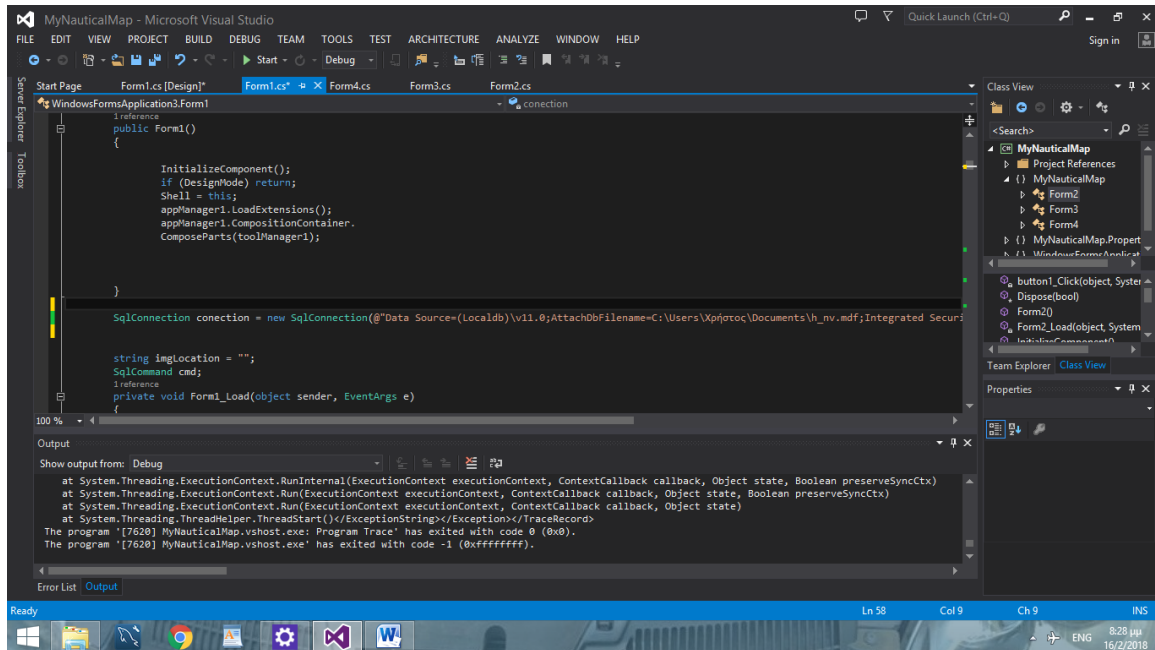 MyNauticalMap - Microsoft Visual Studio
Quick Launch (Ctrl+Q)
FILE EDIT VIEW PROJECT BUILD DEBUG TEAM TOOLS TEST ARCHITECTURE ANALYZE WINDOW HELP
Sign in
Start Debug
Server Explorer
Toolbox
Start Page Form1.cs [Design]* Form1.cs* Form4.cs Form3.cs Form2.cs
WindowsFormsApplication3.Form1 conection
1 reference
public Form1()
{
InitializeComponent();
if (DesignMode) return;
Shell = this;
appManager1.LoadExtensions();
appManager1.CompositionContainer.
ComposeParts(toolManager1);
}
SqlConnection conection = new SqlConnection(@"Data Source=(Localdb)\v11.0;AttachDbFilename=C:\Users\Χρήστος\Documents\h_nv.mdf;Integrated Securi
string imgLocation = "";
SqlCommand cmd;
1 reference
private void Form1_Load(object sender, EventArgs e)
{
100 %
Output
Show output from: Debug
at System.Threading.ExecutionContext.RunInternal(ExecutionContext executionContext, ContextCallback callback, Object state, Boolean preserveSyncCtx)
at System.Threading.ExecutionContext.Run(ExecutionContext executionContext, ContextCallback callback, Object state, Boolean preserveSyncCtx)
at System.Threading.ExecutionContext.Run(ExecutionContext executionContext, ContextCallback callback, Object state)
at System.Threading.ThreadHelper.ThreadStart()</ExceptionString></Exception></TraceRecord>
The program '[7620] MyNauticalMap.vshost.exe: Program Trace' has exited with code 0 (0x0).
The program '[7620] MyNauticalMap.vshost.exe' has exited with code -1 (0xffffffff).
Error List Output
Class View
<Search>
C# MyNauticalMap
Project References
{ } MyNauticalMap
Form2
Form3
Form4
{ } MyNauticalMap.Propert
{ } WindowsFormsApplicat
button1_Click(object, System
Dispose(bool)
Form2()
Form2_Load(object, System
InitializeComponent()
Team Explorer Class View
Properties
Ready Ln 58 Col 9 Ch 9 INS
ENG
8:28 μμ
16/2/2018